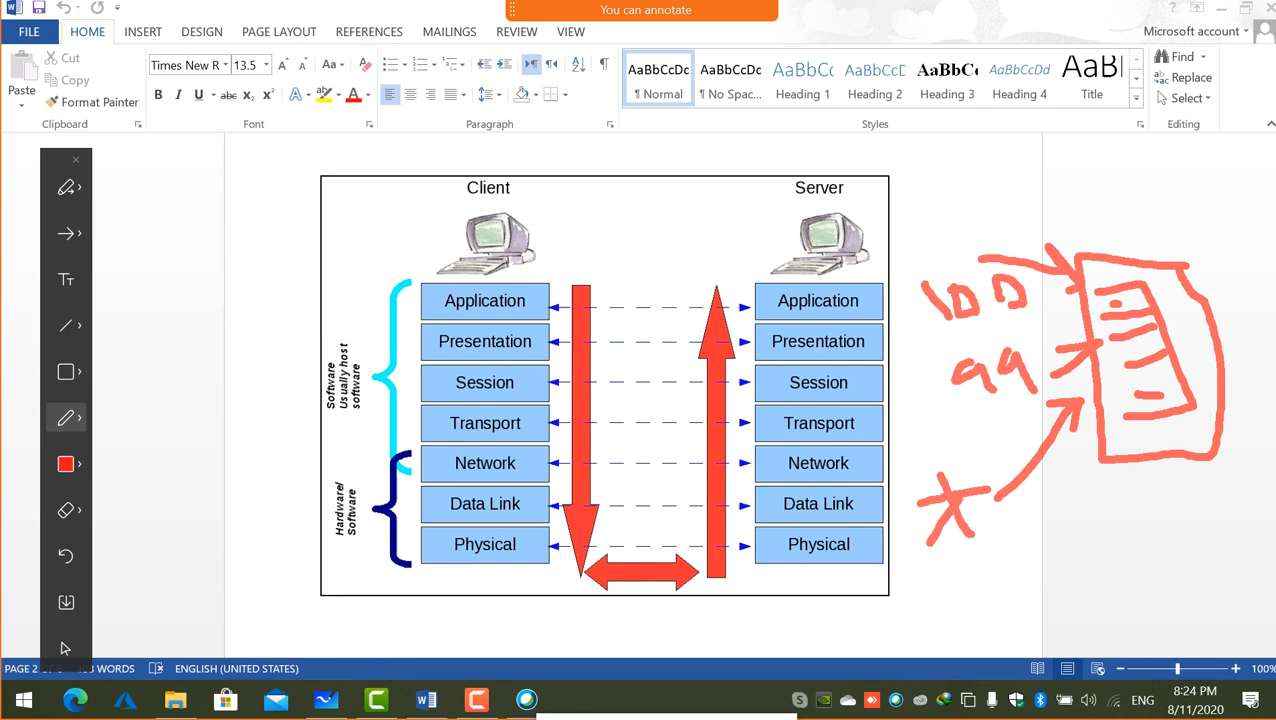 You can annotate
FILE HOME INSERT DESIGN PAGE LAYOUT REFERENCES MAILINGS REVIEW VIEW
Microsoft account
Paste
Cut
Copy
Format Painter
Times New R 13.5
AaBbCcDc
¶ Normal
AaBbCcDc
¶ No Spac...
AaBbCc
Heading 1
AaBbCcDc
Heading 2
AaBbCc
Heading 3
AaBbCcDd
Heading 4
Title
Find
Replace
Select
Clipboard Font Paragraph Styles Editing
Client Server
Application Application
Presentation Presentation
Session Session
Transport Transport
Network Network
Data Link Data Link
Physical Physical
Software
Usually host
software
Hardware/
Software
100
99
PAGE 2 WORDS ENGLISH (UNITED STATES) 100%
ENG
8:24 PM
8/11/2020